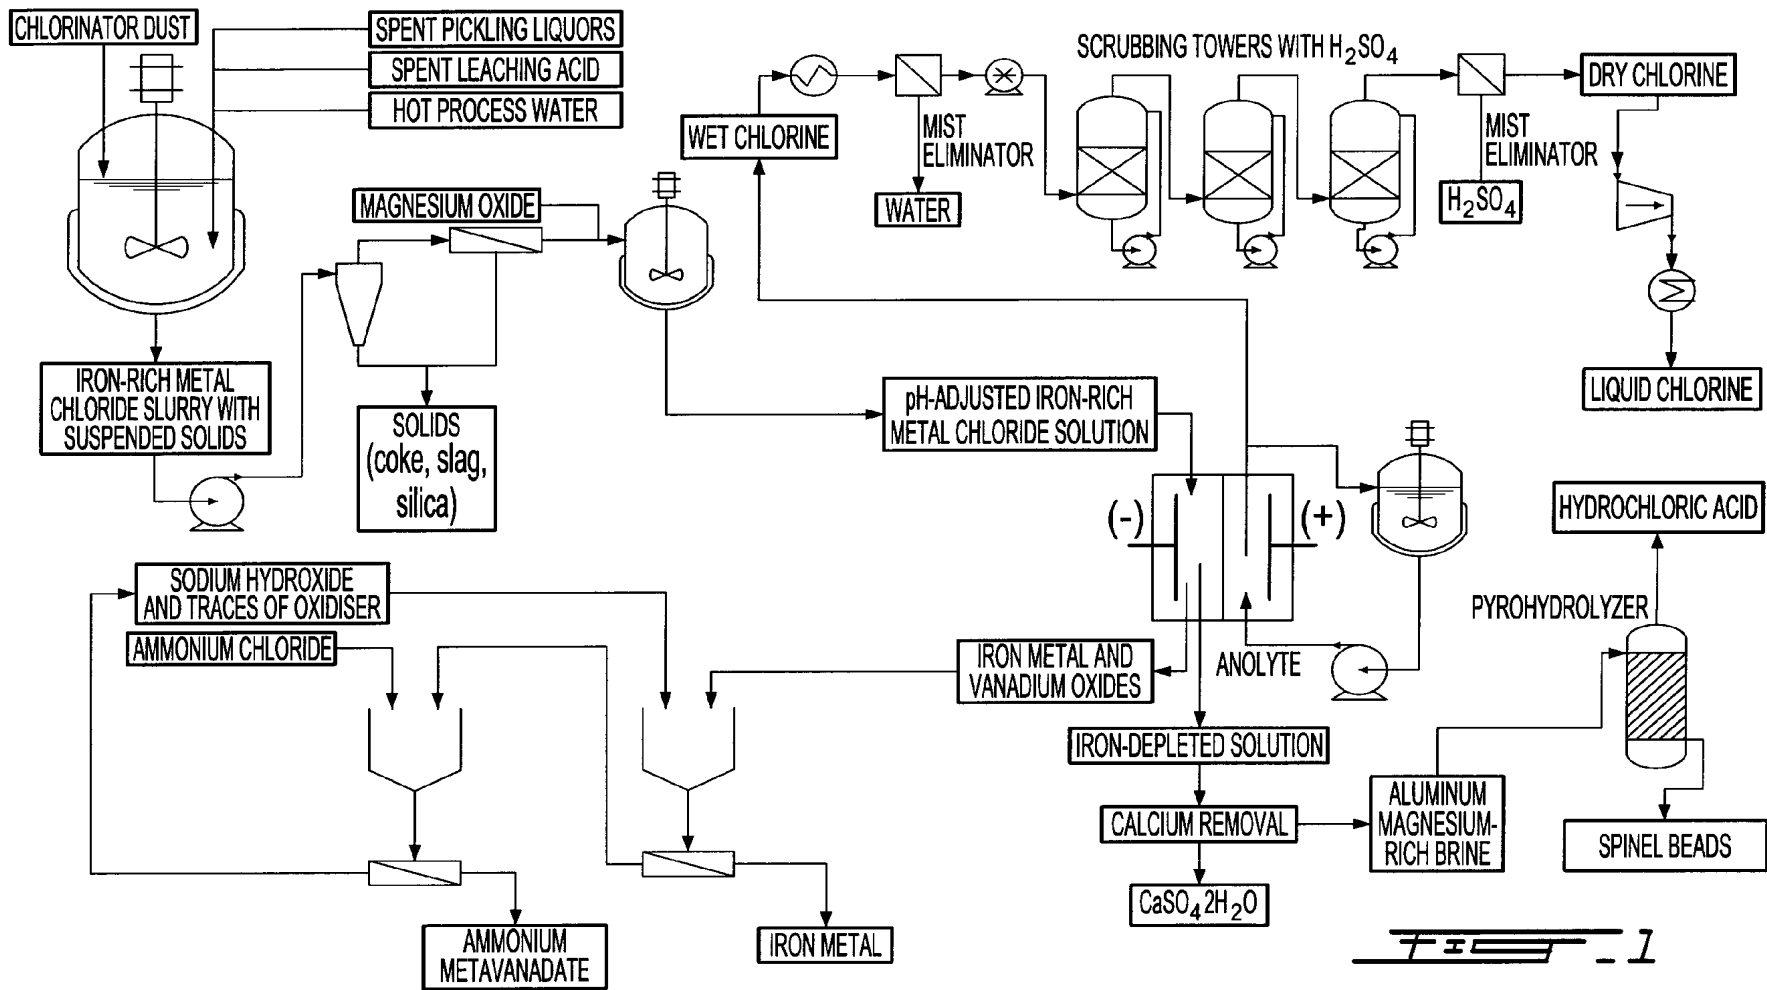 CHLORINATOR DUST
SPENT PICKLING LIQUORS
SPENT LEACHING ACID
HOT PROCESS WATER
SCRUBBING TOWERS WITH H₂SO₄
DRY CHLORINE
WET CHLORINE
MIST
ELIMINATOR
WATER
MIST
ELIMINATOR
H₂SO₄
MAGNESIUM OXIDE
LIQUID CHLORINE
IRON-RICH METAL
CHLORIDE SLURRY WITH
SUSPENDED SOLIDS
SOLIDS
(coke, slag,
silica)
pH-ADJUSTED IRON-RICH
METAL CHLORIDE SOLUTION
(-)
(+)
HYDROCHLORIC ACID
SODIUM HYDROXIDE
AND TRACES OF OXIDISER
AMMONIUM CHLORIDE
PYROHYDROLYZER
IRON METAL AND
VANADIUM OXIDES
ANOLYTE
IRON-DEPLETED SOLUTION
CALCIUM REMOVAL
ALUMINUM
MAGNESIUM-
RICH BRINE
SPINEL BEADS
CaSO₄ 2H₂O
AMMONIUM
METAVANADATE
IRON METAL
FIG-1